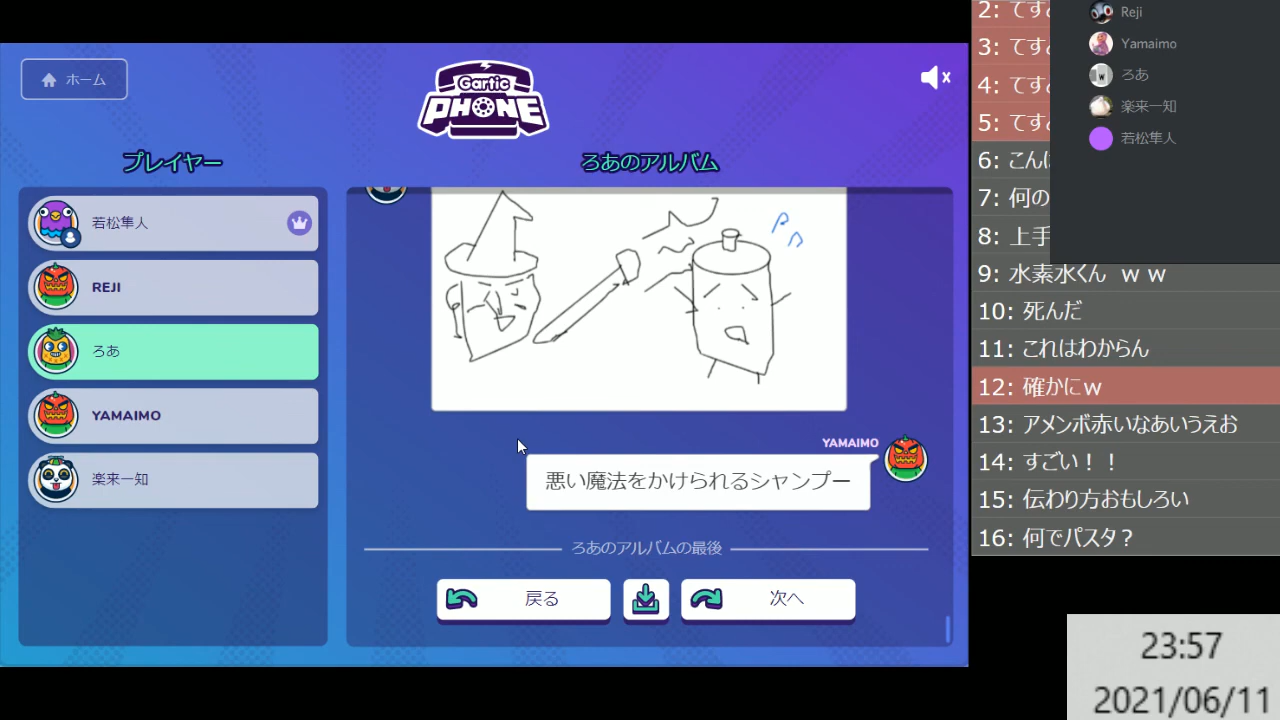 ホーム
Gartic
PHONE
プレイヤー
ろあのアルバム
若松隼人
REJI
ろあ
YAMAIMO
楽来一知
YAMAIMO
悪い魔法をかけられるシャンプー
ろあのアルバムの最後
戻る
次へ
2: てす
3: てす
4: てす
5: てす
6: こん
7: 何の
8: 上手
9: 水素水くん ｗｗ
10: 死んだ
11: これはわからん
12: 確かにｗ
13: アメンボ赤いなあいうえお
14: すごい！！
15: 伝わり方おもしろい
16: 何でパスタ？
Reji
Yamaimo
ろあ
楽来一知
若松隼人
23:57
2021/06/11